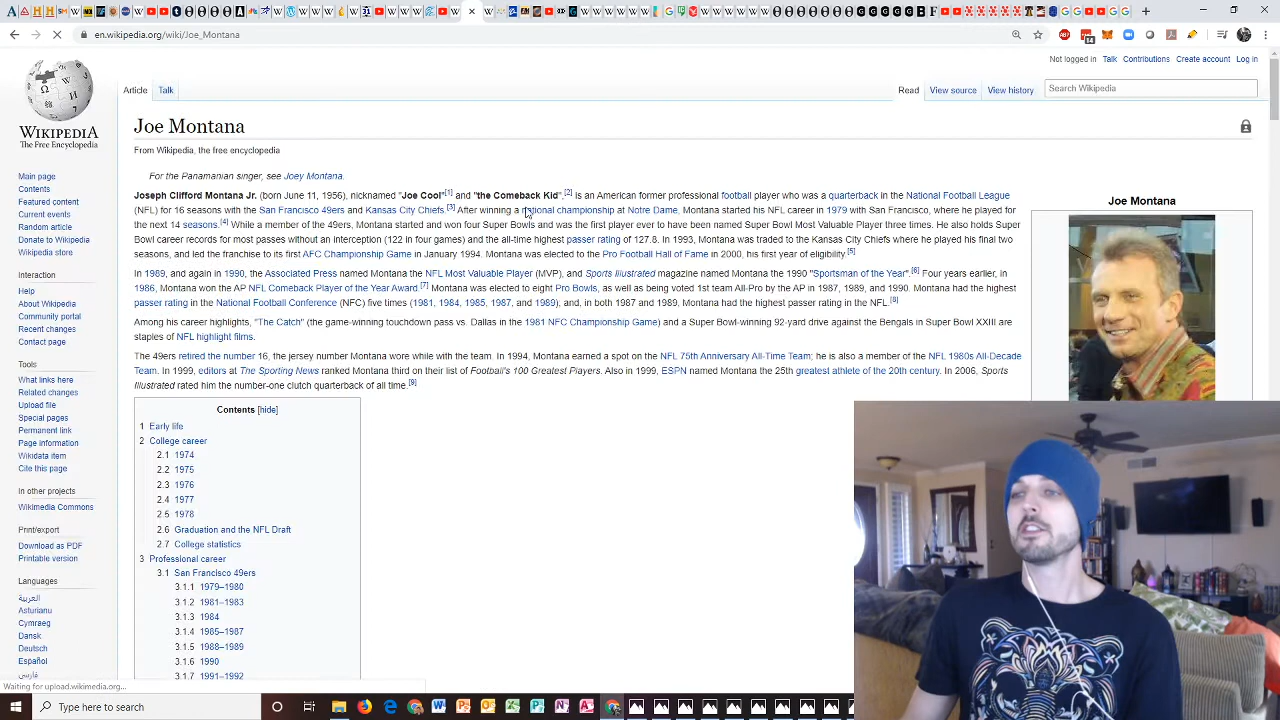 en.wikipedia.org/wiki/Joe_Montana
14
Not logged in Talk Contributions Create account Log in
Article Talk
Read View source View history
Search Wikipedia
WIKIPEDIA
The Free Encyclopedia
Main page
Contents
Featured content
Current events
Random article
Donate to Wikipedia
Wikipedia store
Interaction
Help
About Wikipedia
Community portal
Recent changes
Contact page
Tools
What links here
Related changes
Upload file
Special pages
Permanent link
Page information
Wikidata item
Cite this page
In other projects
Wikimedia Commons
Print/export
Download as PDF
Printable version
Languages
العربية
Asturianu
Cymraeg
Dansk
Deutsch
Español
فارسی
Joe Montana
From Wikipedia, the free encyclopedia
For the Panamanian singer, see Joey Montana.
Joseph Clifford Montana Jr. (born June 11, 1956), nicknamed "Joe Cool"[1] and "the Comeback Kid",[2] is an American former professional football player who was a quarterback in the National Football League
(NFL) for 16 seasons with the San Francisco 49ers and Kansas City Chiefs.[3] After winning a national championship at Notre Dame, Montana started his NFL career in 1979 with San Francisco, where he played for
the next 14 seasons.[4] While a member of the 49ers, Montana started and won four Super Bowls and was the first player ever to have been named Super Bowl Most Valuable Player three times. He also holds Super
Bowl career records for most passes without an interception (122 in four games) and the all-time highest passer rating of 127.8. In 1993, Montana was traded to the Kansas City Chiefs where he played his final two
seasons, and led the franchise to its first AFC Championship Game in January 1994. Montana was elected to the Pro Football Hall of Fame in 2000, his first year of eligibility.[5]
In 1989, and again in 1990, the Associated Press named Montana the NFL Most Valuable Player (MVP), and Sports Illustrated magazine named Montana the 1990 "Sportsman of the Year".[6] Four years earlier, in
1986, Montana won the AP NFL Comeback Player of the Year Award.[7] Montana was elected to eight Pro Bowls, as well as being voted 1st team All-Pro by the AP in 1987, 1989, and 1990. Montana had the highest
passer rating in the National Football Conference (NFC) five times (1981, 1984, 1985, 1987, and 1989); and, in both 1987 and 1989, Montana had the highest passer rating in the NFL.[8]
Among his career highlights, "The Catch" (the game-winning touchdown pass vs. Dallas in the 1981 NFC Championship Game) and a Super Bowl-winning 92-yard drive against the Bengals in Super Bowl XXIII are
staples of NFL highlight films.
The 49ers retired the number 16, the jersey number Montana wore while with the team. In 1994, Montana earned a spot on the NFL 75th Anniversary All-Time Team; he is also a member of the NFL 1980s All-Decade
Team. In 1999, editors at The Sporting News ranked Montana third on their list of Football's 100 Greatest Players. Also in 1999, ESPN named Montana the 25th greatest athlete of the 20th century. In 2006, Sports
Illustrated rated him the number-one clutch quarterback of all time.[9]
Contents [hide]
1 Early life
2 College career
2.1 1974
2.2 1975
2.3 1976
2.4 1977
2.5 1978
2.6 Graduation and the NFL Draft
2.7 College statistics
3 Professional career
3.1 San Francisco 49ers
3.1.1 1979–1980
3.1.2 1981–1983
3.1.3 1984
3.1.4 1985–1987
3.1.5 1988–1989
3.1.6 1990
3.1.7 1991–1992
Joe Montana
Waiting for upload.wikimedia.org...
Type here to search